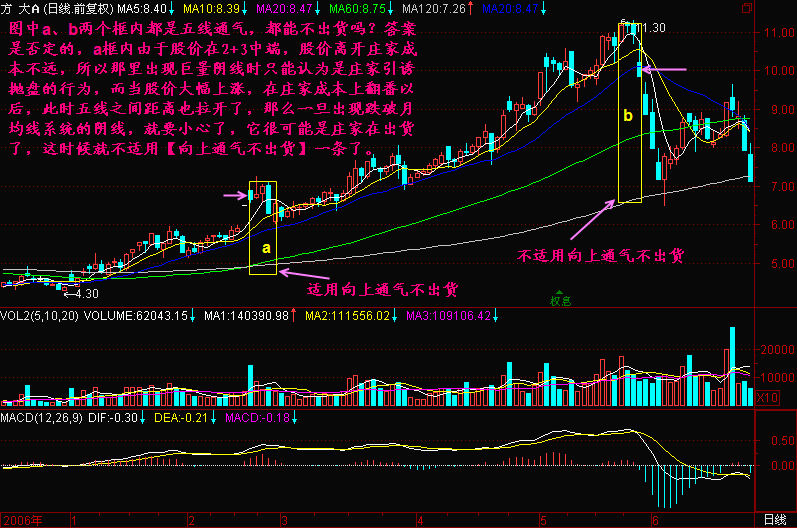 方 大A (日线.前复权) MA5:8.40↓ MA10:8.39↓ MA20:8.47↓ MA60:8.75↓ MA120:7.26↑ MA20:8.47↓
图中a、b两个框内都是五线通气，都能不出货吗？答案
是否定的，a框内由于股价在2+3中端，股价离开庄家成
本不远，所以那里出现巨量阴线时只能认为是庄家引诱
抛盘的行为，而当股价大幅上涨，在庄家成本上翻番以
后，此时五线之间距离也拉开了，那么一旦出现跌破月
均线系统的阴线，就要小心了，它很可能是庄家在出货
了，这时候就不适用【向上通气不出货】一条了。
11.30
11.00
10.00
9.00
8.00
7.00
6.00
5.00
b
a
不适用向上通气不出货
适用向上通气不出货
←4.30
权息
VOL2(5,10,20) VOLUME:62043.15↓ MA1:140390.98↑ MA2:111556.02↓ MA3:109106.42↓
20000
10000
X10
MACD(12,26,9) DIF:-0.30↓ DEA:-0.21↓ MACD:-0.18↓
0.50
0.00
2006年 1 2 3 4 5 6 日线